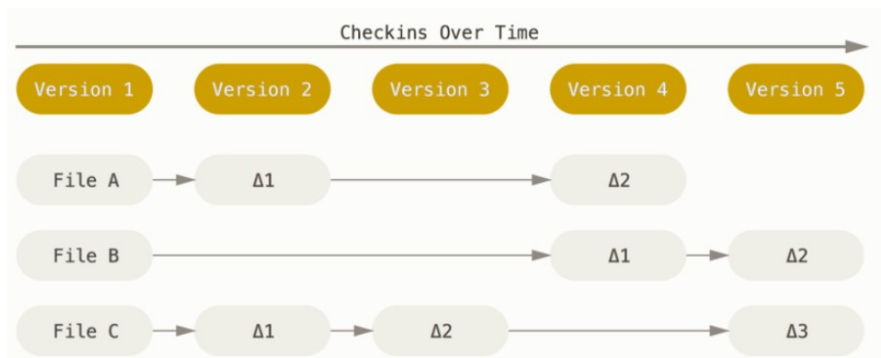 Checkins Over Time
Version 1 Version 2 Version 3 Version 4 Version 5
File A Δ1 Δ2
File B Δ1 Δ2
File C Δ1 Δ2 Δ3